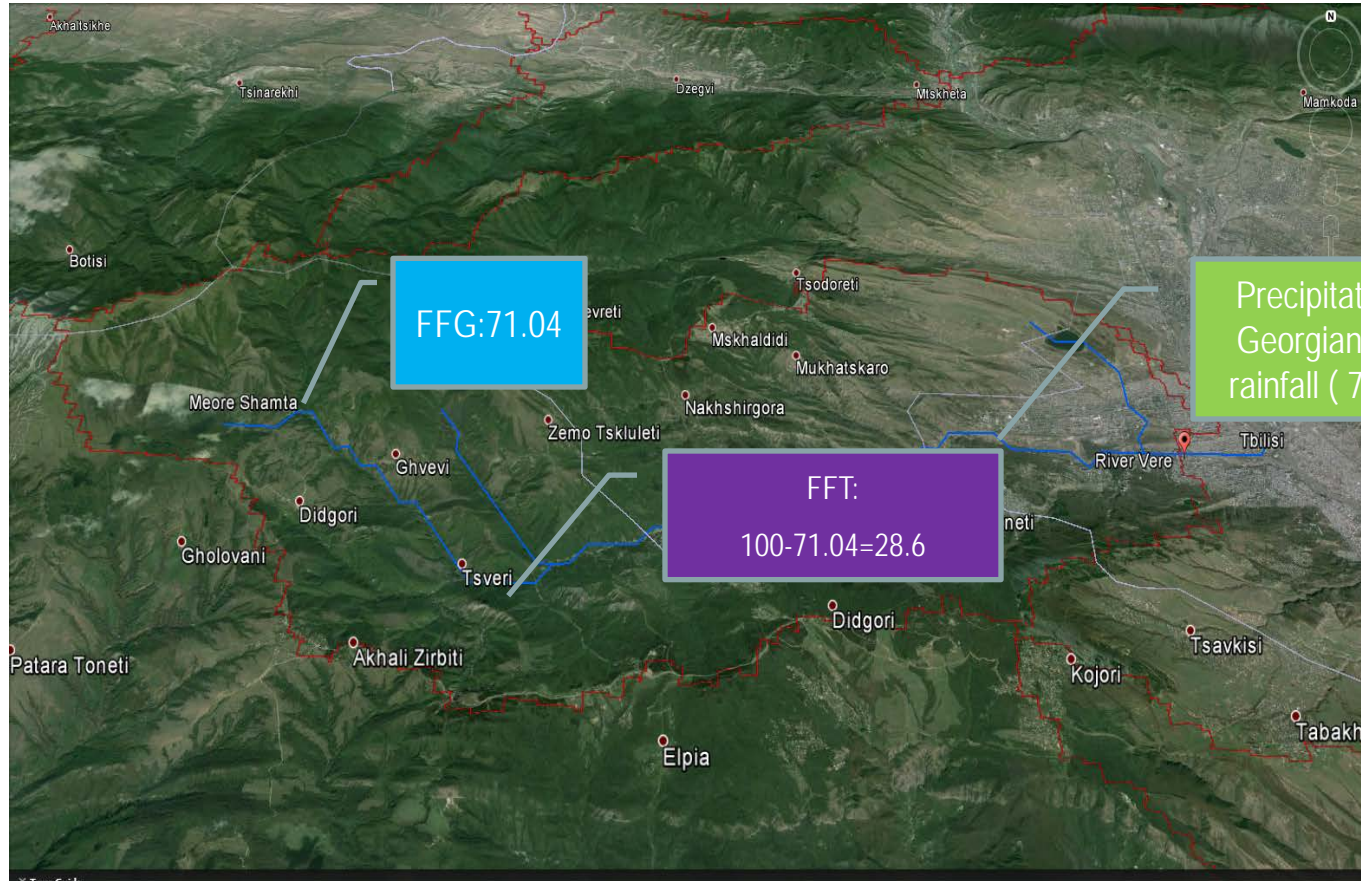 Akhaltsikhe
N
Tsinarekhi
Dzegvi
Mtskheta
Mamkoda
Botisi
Tsodoreti
FFG:71.04
evreti
Mskhaldidi
Mukhatskaro
Precipitat
Georgian
rainfall ( 7
Meore Shamta
Nakhshirgora
Zemo Tskluleti
Ghvevi
River Vere
Tbilisi
FFT:
100-71.04=28.6
Didgori
neti
Gholovani
Tsveri
Didgori
Tsavkisi
Akhali Zirbiti
Patara Toneti
Kojori
Tabakh
Elpia